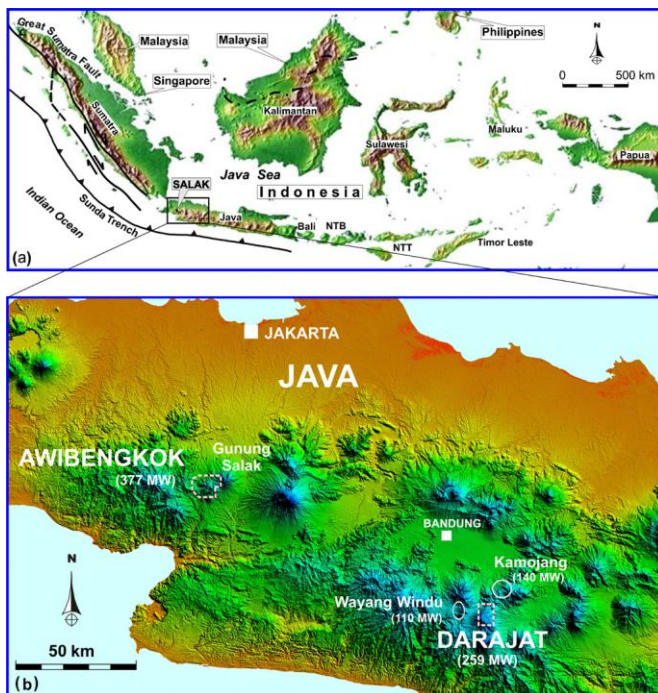 Great Sumatra Fault
Malaysia
Malaysia
Philippines
N
Singapore
0 500 km
Sumatra
Kalimantan
Maluku
Sulawesi
Papua
Java Sea
SALAK
Indonesia
Indian Ocean
Sunda Trench
Java
Bali NTB
NTT
Timor Leste
(a)
JAKARTA
JAVA
AWIBENGKOK
(377 MW)
Gunung
Salak
BANDUNG
N
Kamojang
(140 MW)
Wayang Windu
(110 MW)
50 km
DARAJAT
(259 MW)
(b)